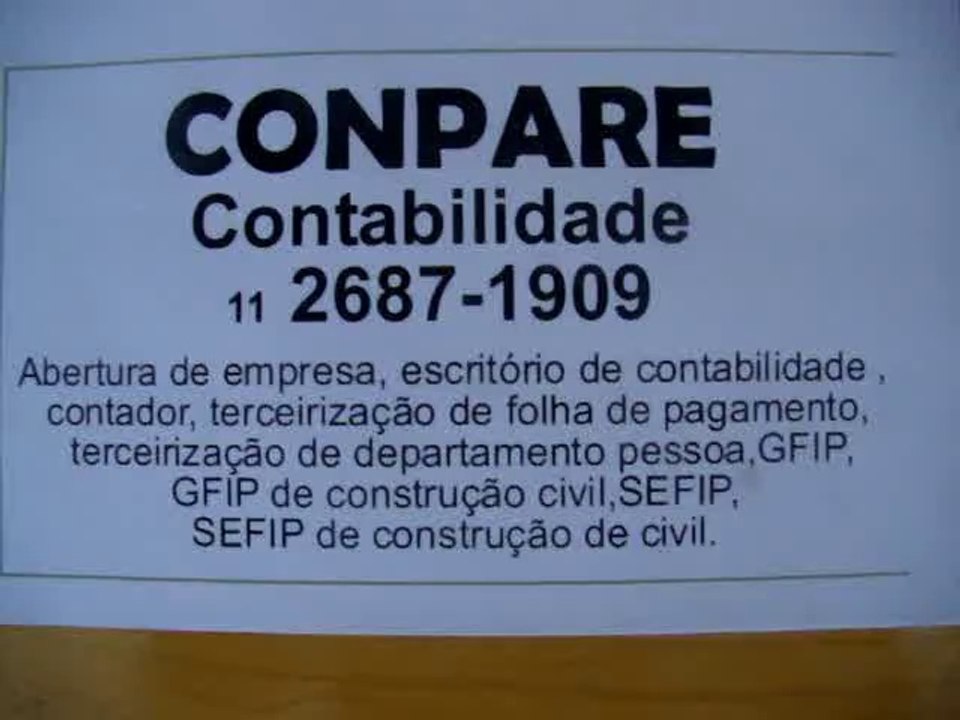 CONPARE
Contabilidade
11 2687-1909
Abertura de empresa, escritório de contabilidade ,
contador, terceirização de folha de pagamento,
terceirização de departamento pessoa,GFIP,
GFIP de construção civil,SEFIP,
SEFIP de construção de civil.